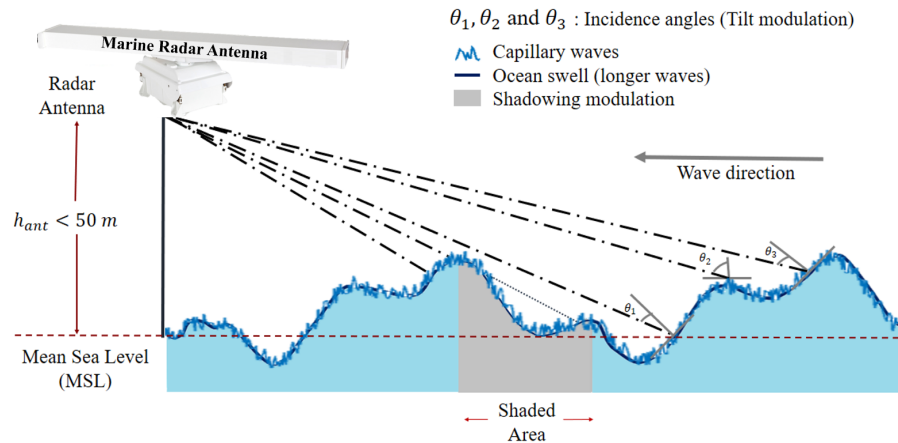 θ₁, θ₂ and θ₃ : Incidence angles (Tilt modulation)
Capillary waves
Ocean swell (longer waves)
Shadowing modulation
Marine Radar Antenna
Radar
Antenna
Wave direction
h_ant < 50 m
θ₁
θ₂
θ₃
Mean Sea Level
(MSL)
Shaded
Area